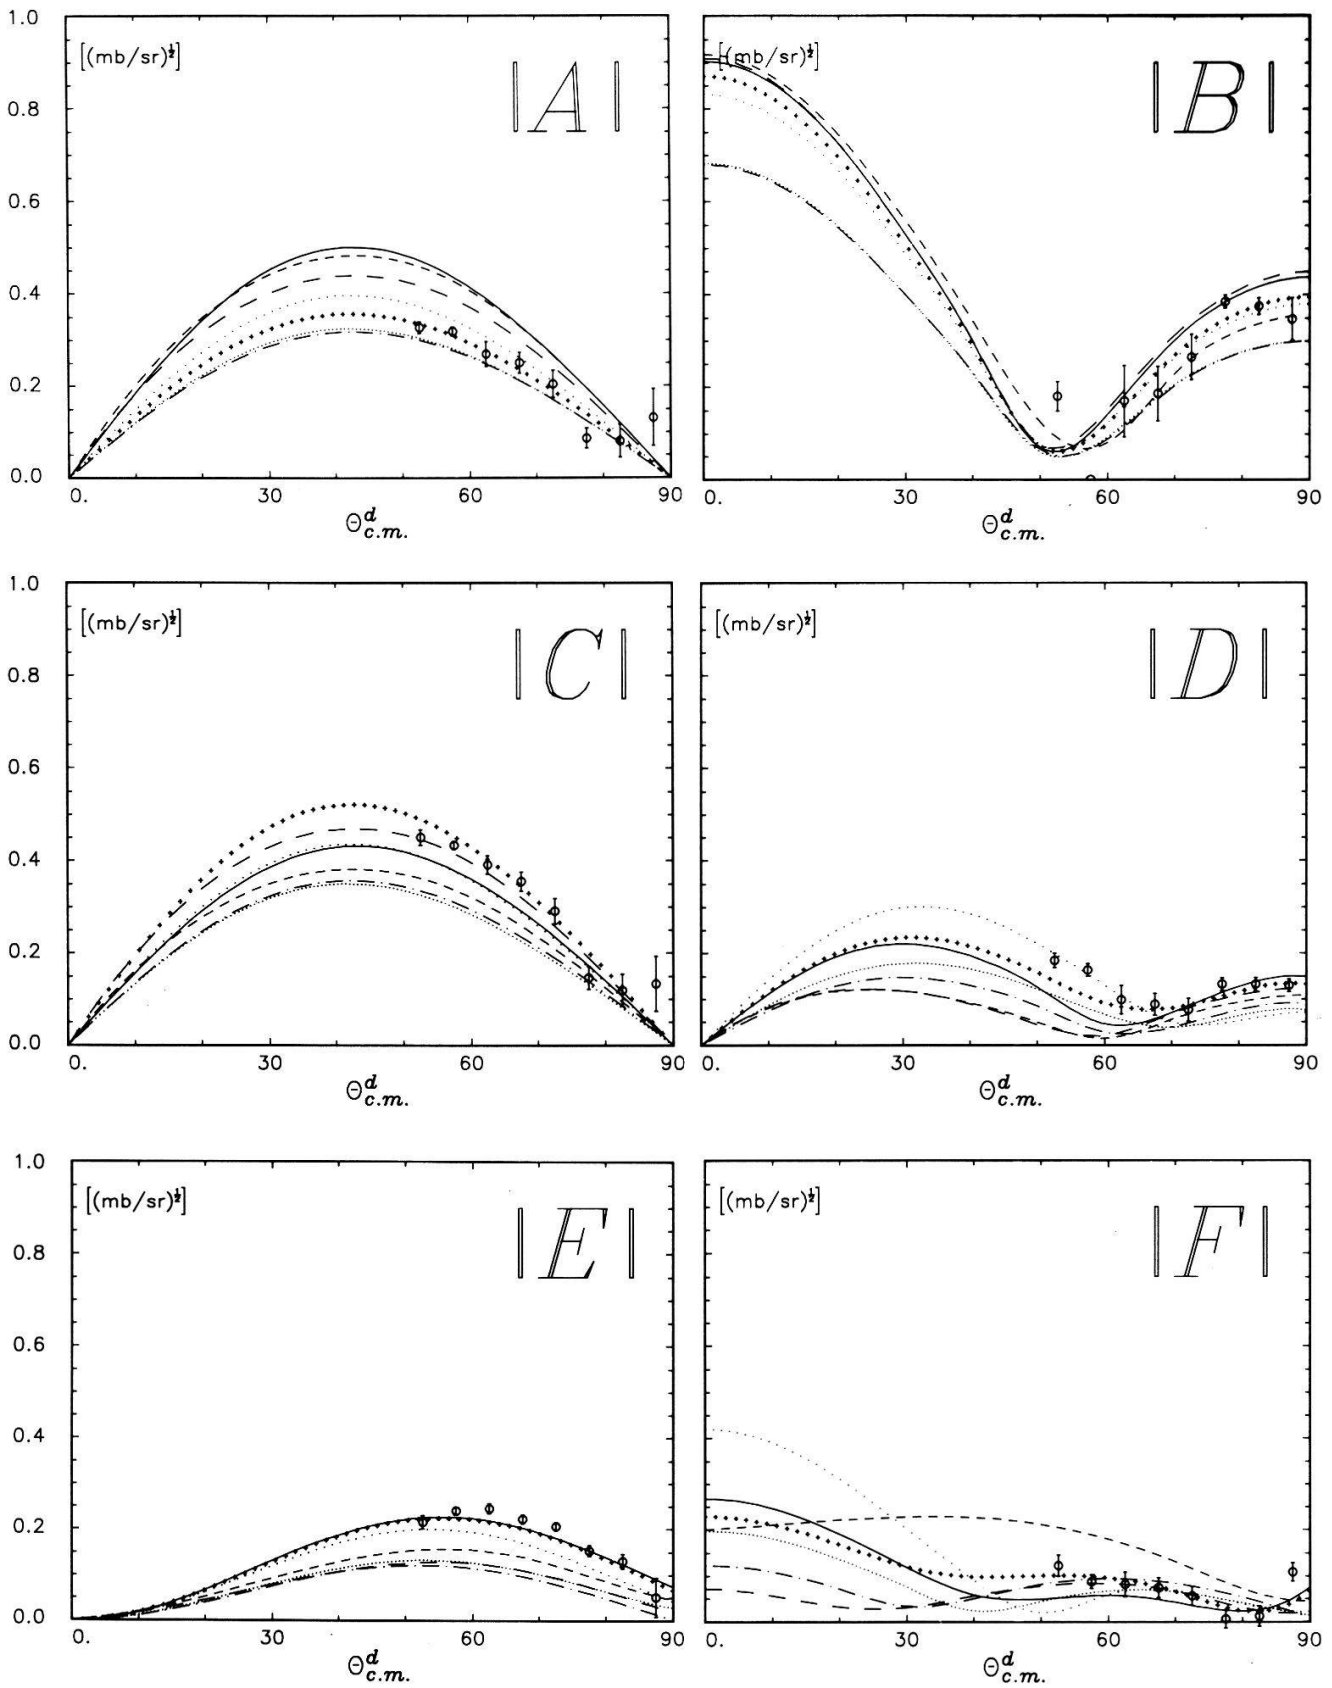 1.0
0.8
0.6
0.4
0.2
0.0
[(mb/sr)^½]
|A|
0. 30 60 90
Θ^d_c.m.
[(mb/sr)^½]
|B|
0. 30 60 90
Θ^d_c.m.
1.0
0.8
0.6
0.4
0.2
0.0
[(mb/sr)^½]
|C|
0. 30 60 90
Θ^d_c.m.
[(mb/sr)^½]
|D|
0. 30 60 90
Θ^d_c.m.
1.0
0.8
0.6
0.4
0.2
0.0
[(mb/sr)^½]
|E|
0. 30 60 90
Θ^d_c.m.
[(mb/sr)^½]
|F|
0. 30 60 90
Θ^d_c.m.